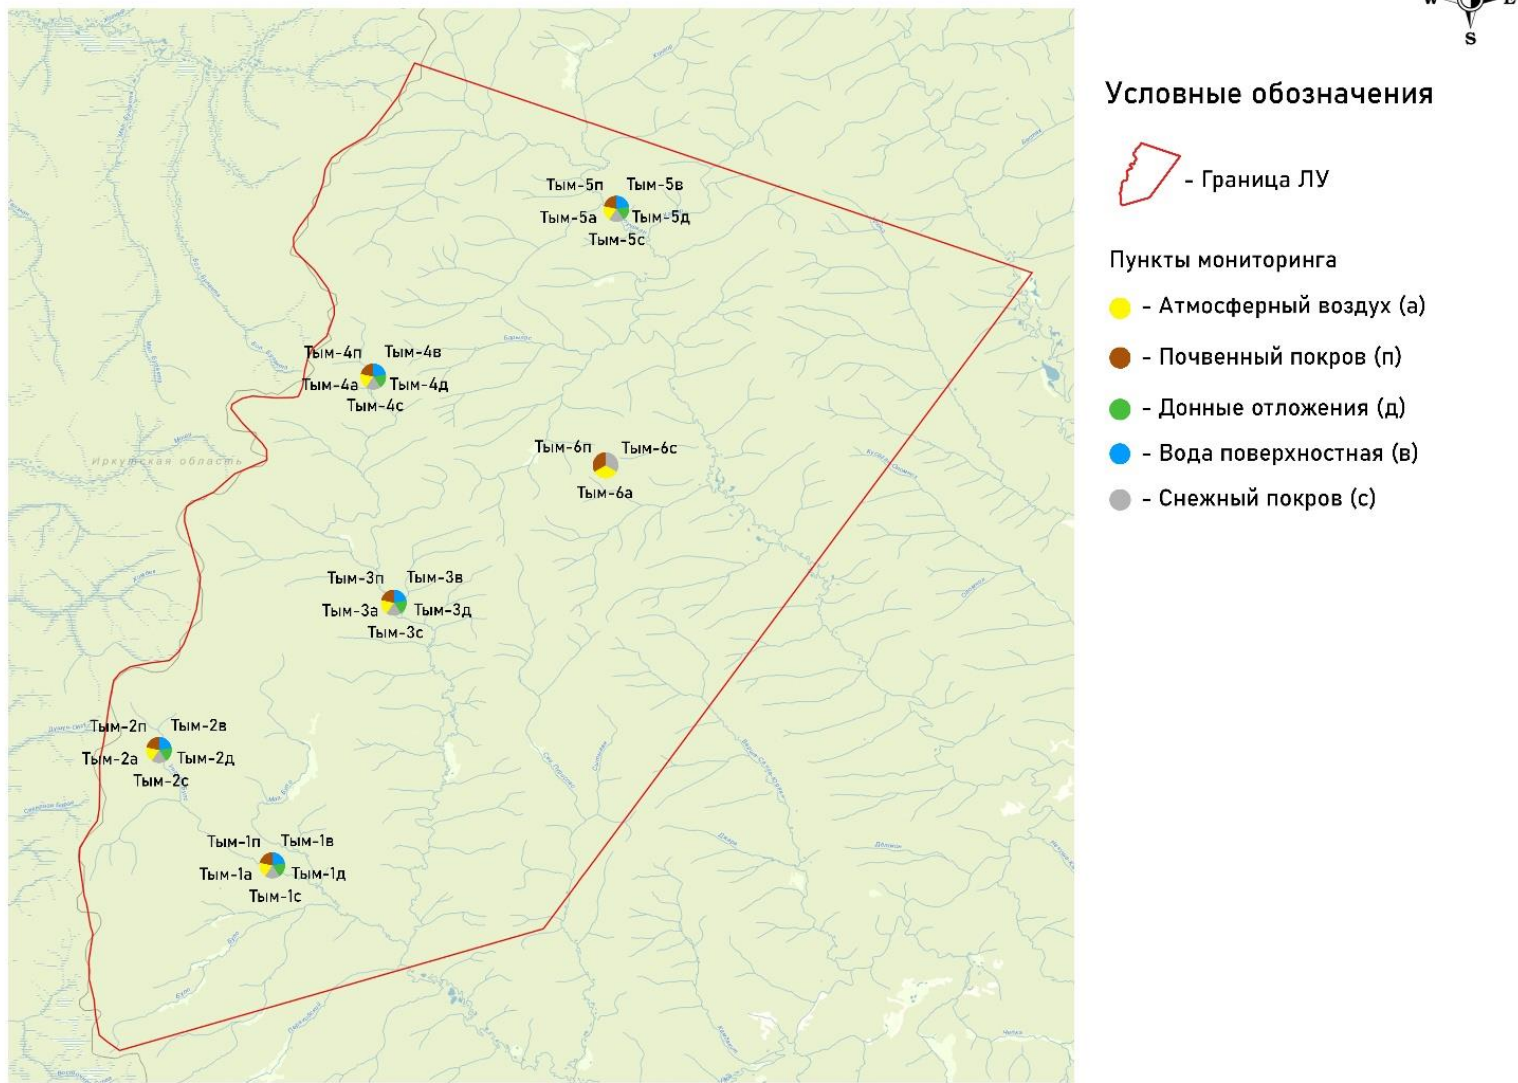 W
E
S
Условные обозначения
- Граница ЛУ
Пункты мониторинга
- Атмосферный воздух (а)
- Почвенный покров (п)
- Донные отложения (д)
- Вода поверхностная (в)
- Снежный покров (с)
Тым-5п Тым-5в
Тым-5а Тым-5д
Тым-5с
Тым-4п Тым-4в
Тым-4а Тым-4д
Тым-4с
Иркутская область
Тым-6п Тым-6с
Тым-6а
Тым-3п Тым-3в
Тым-3а Тым-3д
Тым-3с
Тым-2п Тым-2в
Тым-2а Тым-2д
Тым-2с
Тым-1п Тым-1в
Тым-1а Тым-1д
Тым-1с